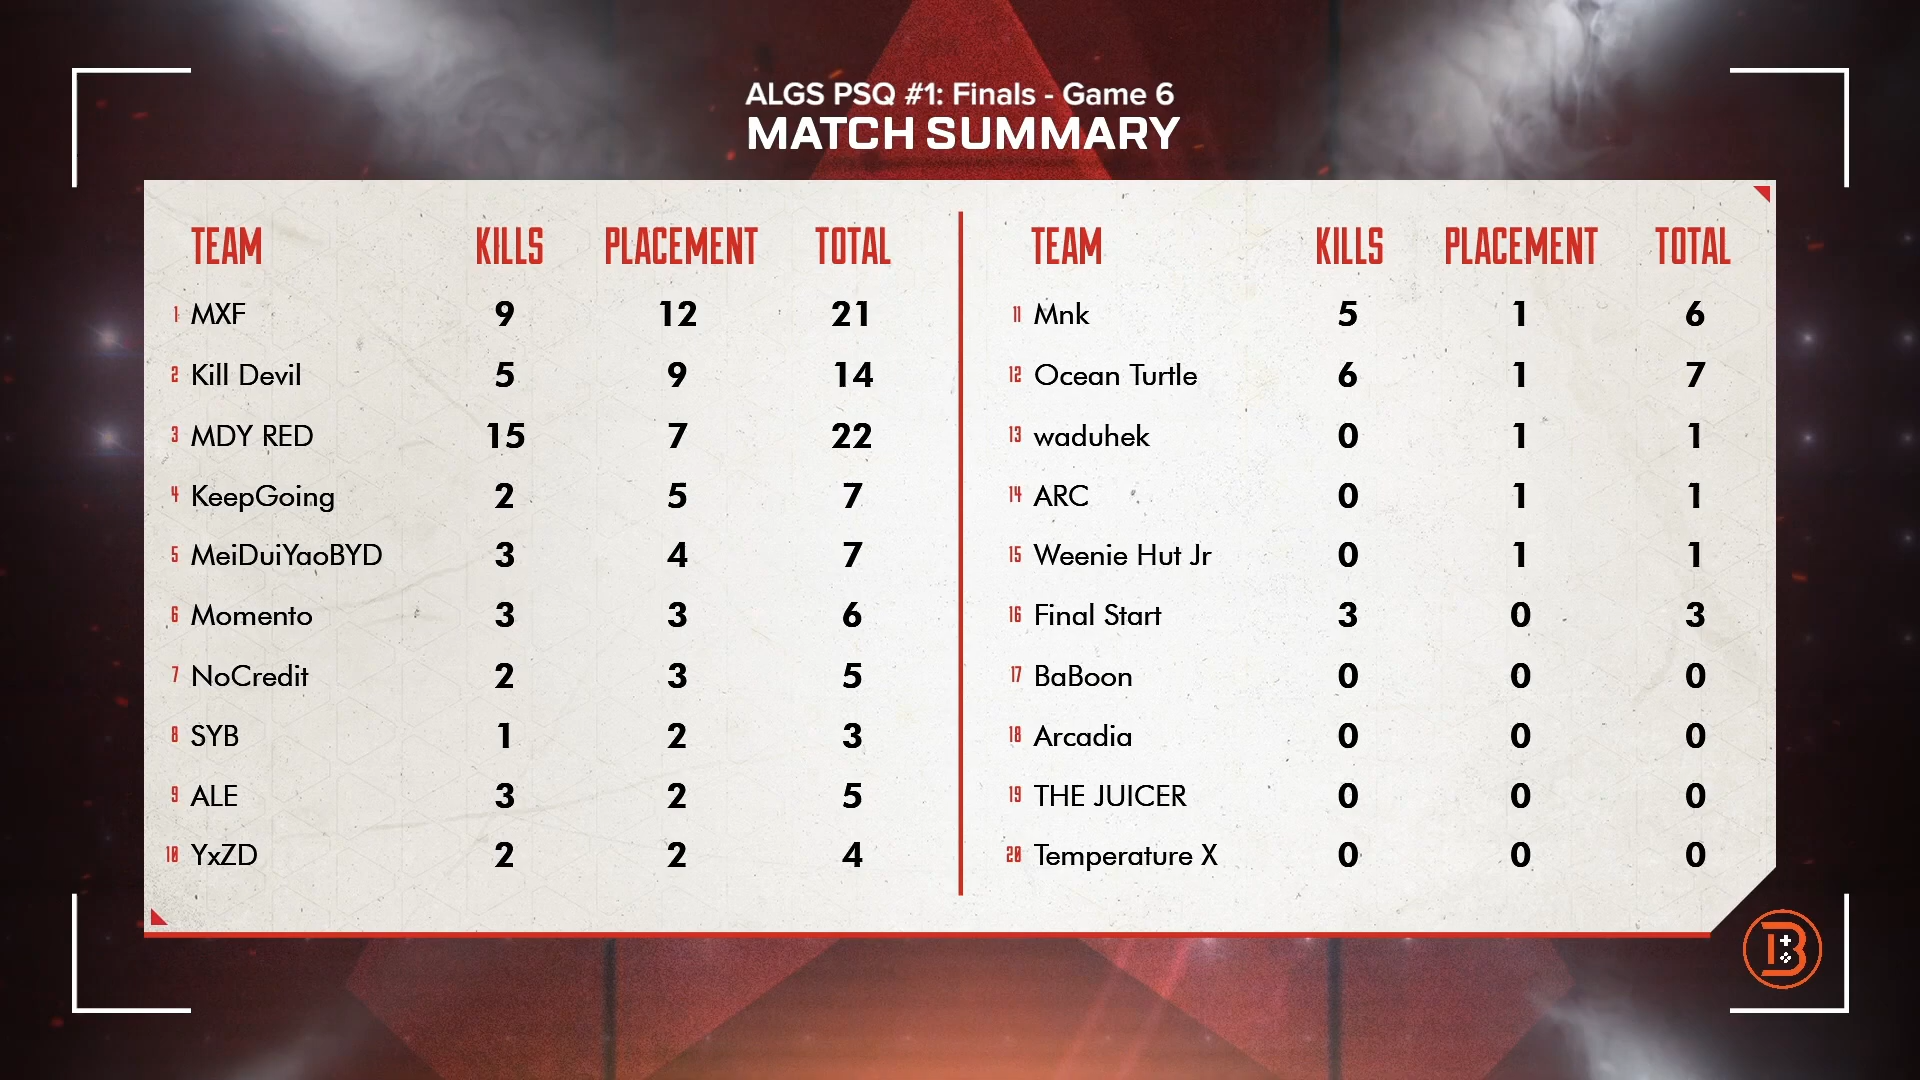 ALGS PSQ #1: Finals - Game 6
MATCH SUMMARY
TEAM KILLS PLACEMENT TOTAL
1 MXF 9 12 21
2 Kill Devil 5 9 14
3 MDY RED 15 7 22
4 KeepGoing 2 5 7
5 MeiDuiYaoBYD 3 4 7
6 Momento 3 3 6
7 NoCredit 2 3 5
8 SYB 1 2 3
9 ALE 3 2 5
10 YxZD 2 2 4
TEAM KILLS PLACEMENT TOTAL
11 Mnk 5 1 6
12 Ocean Turtle 6 1 7
13 waduhek 0 1 1
14 ARC 0 1 1
15 Weenie Hut Jr 0 1 1
16 Final Start 3 0 3
17 BaBoon 0 0 0
18 Arcadia 0 0 0
19 THE JUICER 0 0 0
20 Temperature X 0 0 0
B